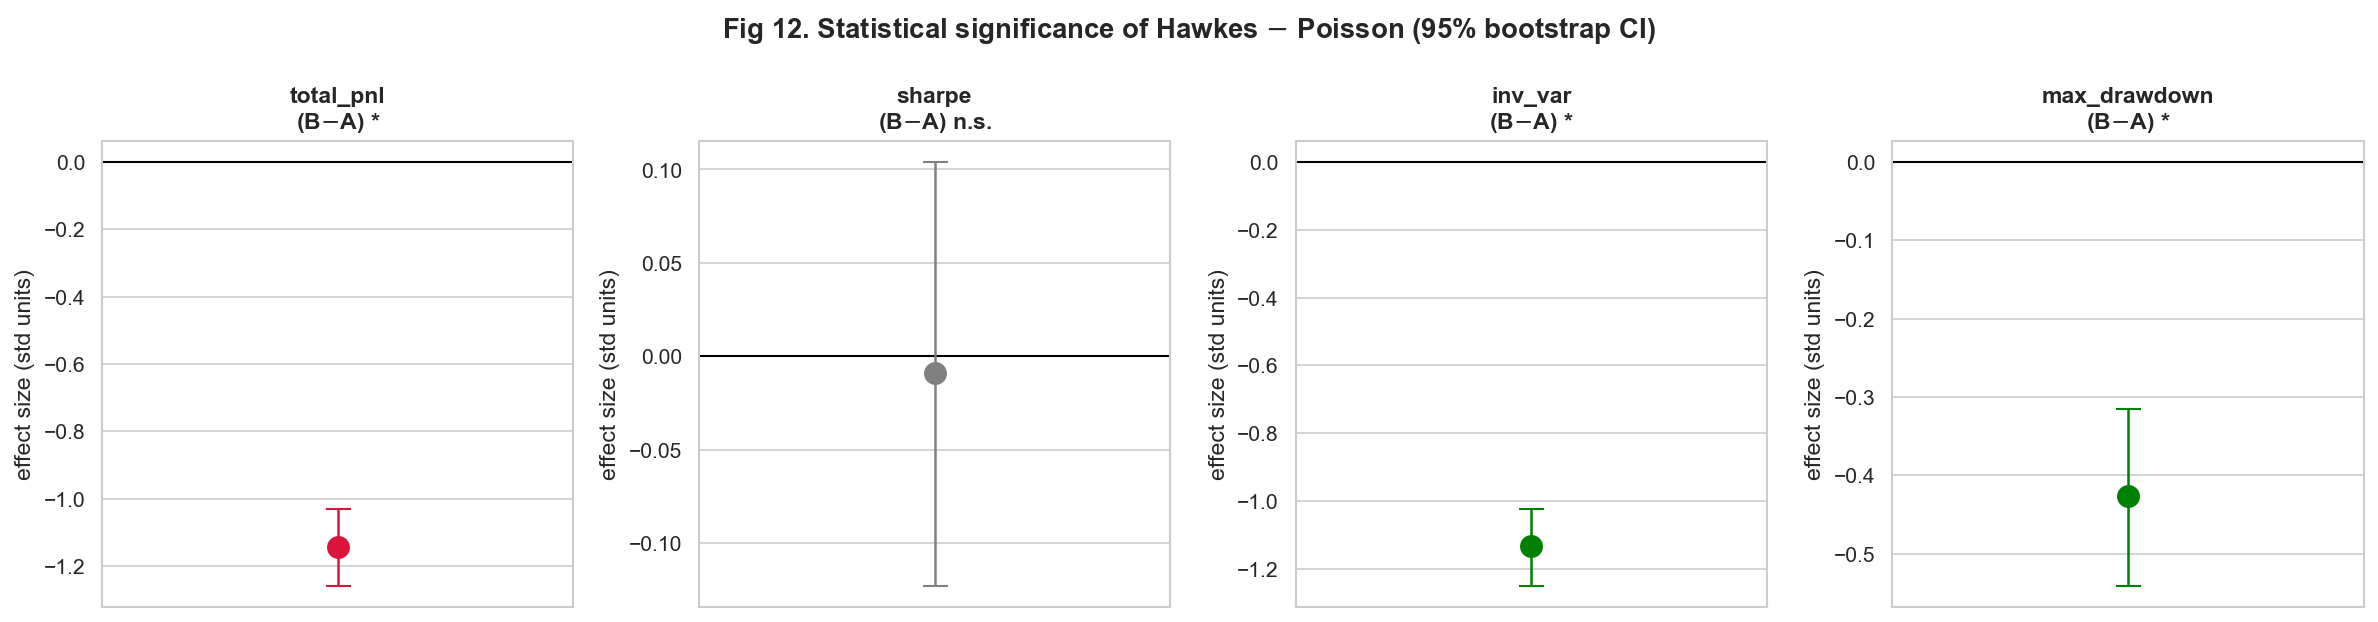 Fig 12. Statistical significance of Hawkes − Poisson (95% bootstrap CI)
total_pnl
(B−A) *
effect size (std units)
0.0
−0.2
−0.4
−0.6
−0.8
−1.0
−1.2
sharpe
(B−A) n.s.
effect size (std units)
0.10
0.05
0.00
−0.05
−0.10
inv_var
(B−A) *
effect size (std units)
0.0
−0.2
−0.4
−0.6
−0.8
−1.0
−1.2
max_drawdown
(B−A) *
effect size (std units)
0.0
−0.1
−0.2
−0.3
−0.4
−0.5